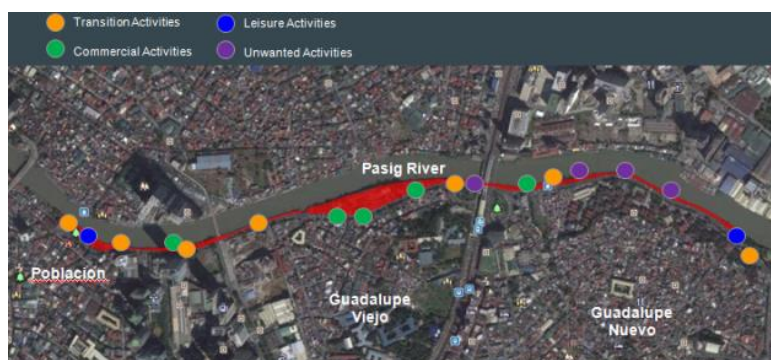 Transition Activities
Leisure Activities
Commercial Activities
Unwanted Activities
Pasig River
Poblacion
Guadalupe
Viejo
Guadalupe
Nuevo